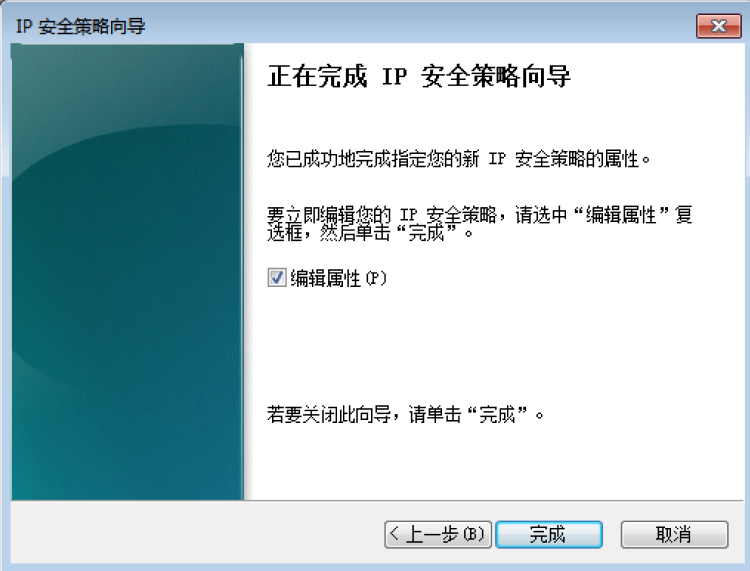 IP 安全策略向导
正在完成 IP 安全策略向导
您已成功地完成指定您的新 IP 安全策略的属性。
要立即编辑您的 IP 安全策略，请选中“编辑属性”复
选框，然后单击“完成”。
编辑属性(P)
若要关闭此向导，请单击“完成”。
< 上一步(B)
完成
取消